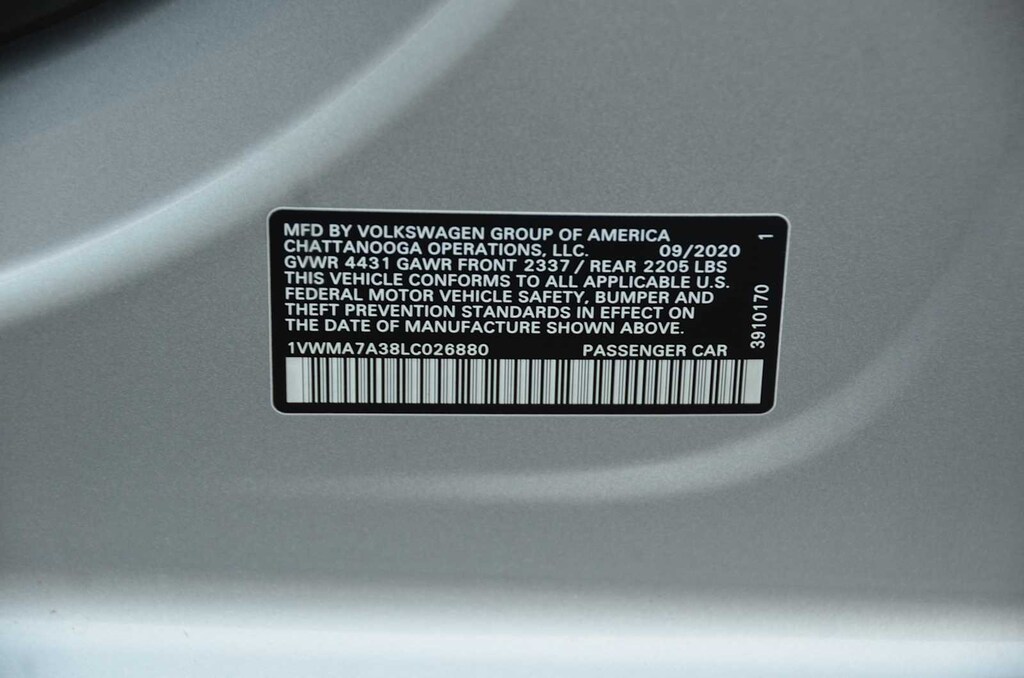 MFD BY VOLKSWAGEN GROUP OF AMERICA
CHATTANOOGA OPERATIONS, LLC. 09/2020
GVWR 4431 GAWR FRONT 2337 / REAR 2205 LBS
THIS VEHICLE CONFORMS TO ALL APPLICABLE U.S.
FEDERAL MOTOR VEHICLE SAFETY, BUMPER AND
THEFT PREVENTION STANDARDS IN EFFECT ON
THE DATE OF MANUFACTURE SHOWN ABOVE.
1VWMA7A38LC026880 PASSENGER CAR
3910170 1